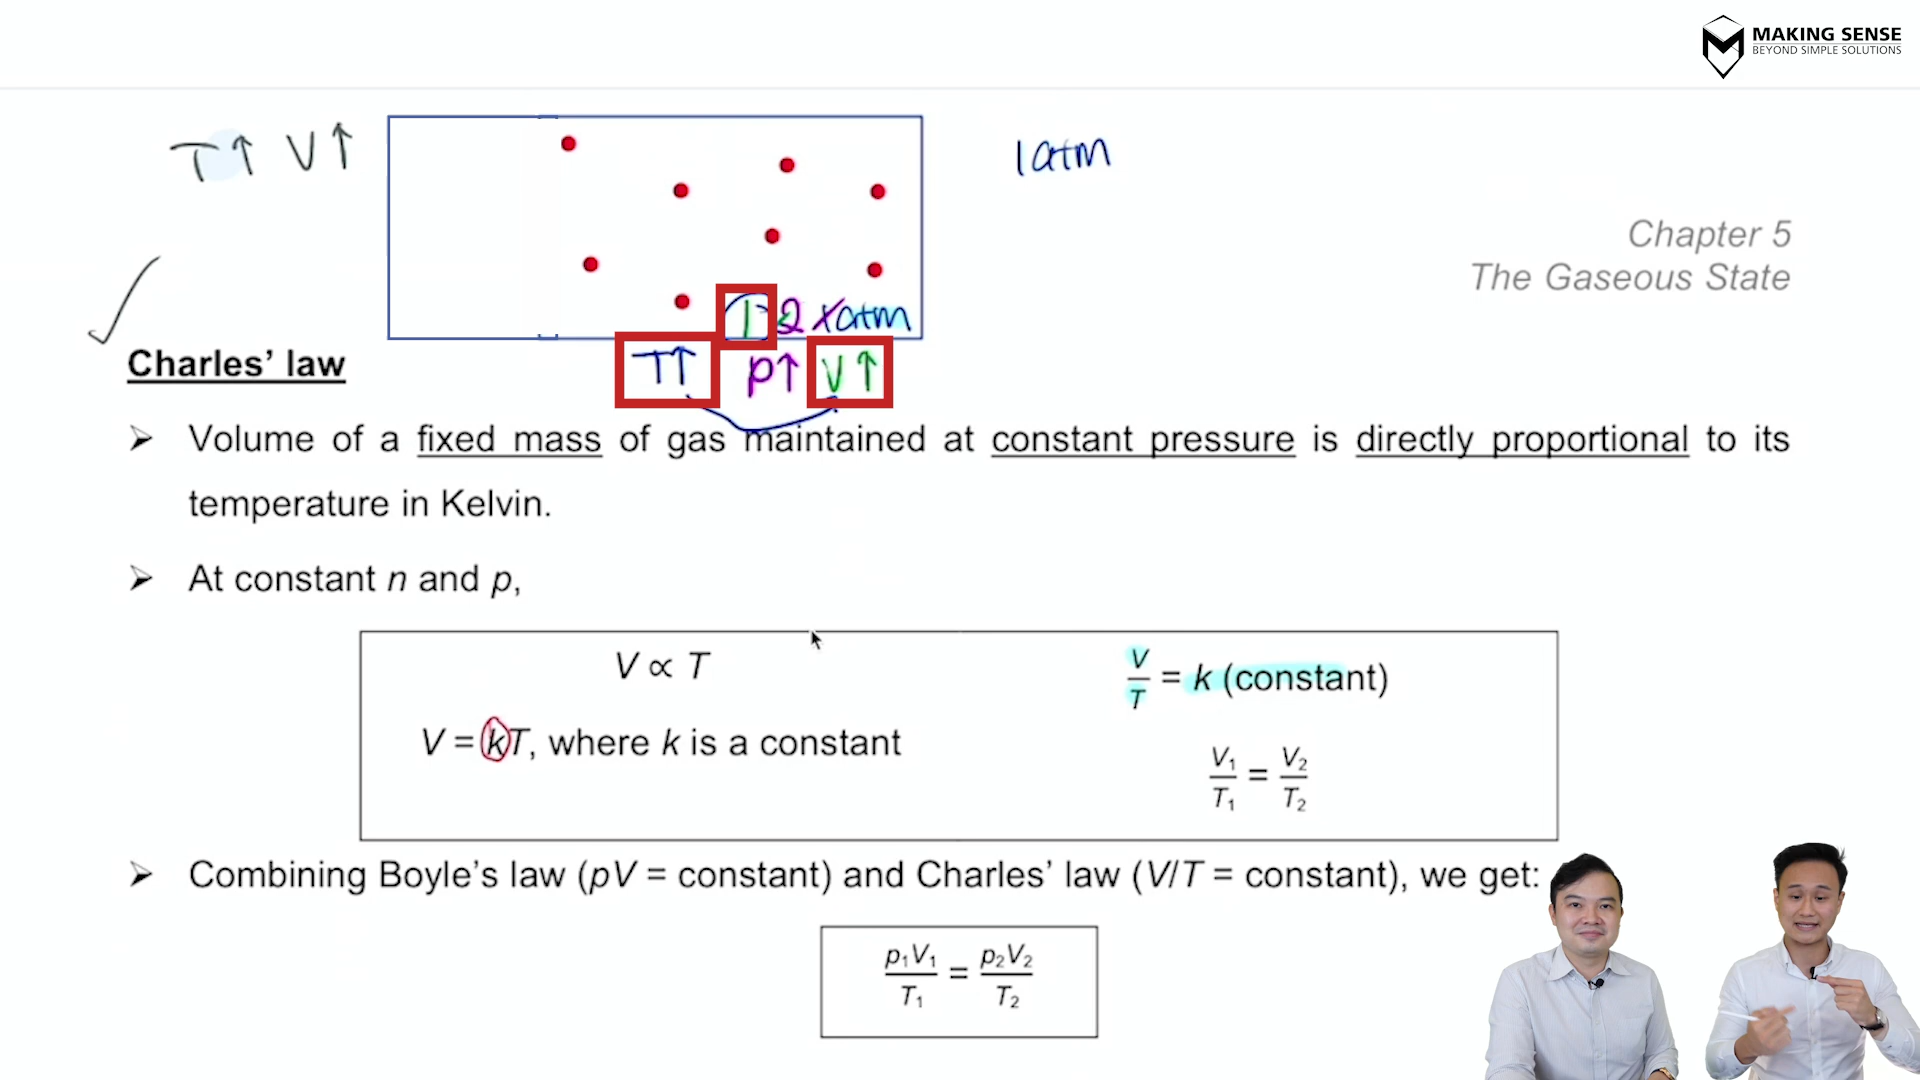 MAKING SENSE
BEYOND SIMPLE SOLUTIONS
T↑ V↑
1atm
Chapter 5
The Gaseous State
1 2 xatm
T↑ p↑ V↑
Charles’ law
➢ Volume of a fixed mass of gas maintained at constant pressure is directly proportional to its
temperature in Kelvin.
➢ At constant n and p,
V ∝ T
V = kT, where k is a constant
V/T = k (constant)
V₁/T₁ = V₂/T₂
➢ Combining Boyle’s law (pV = constant) and Charles’ law (V/T = constant), we get:
p₁V₁/T₁ = p₂V₂/T₂